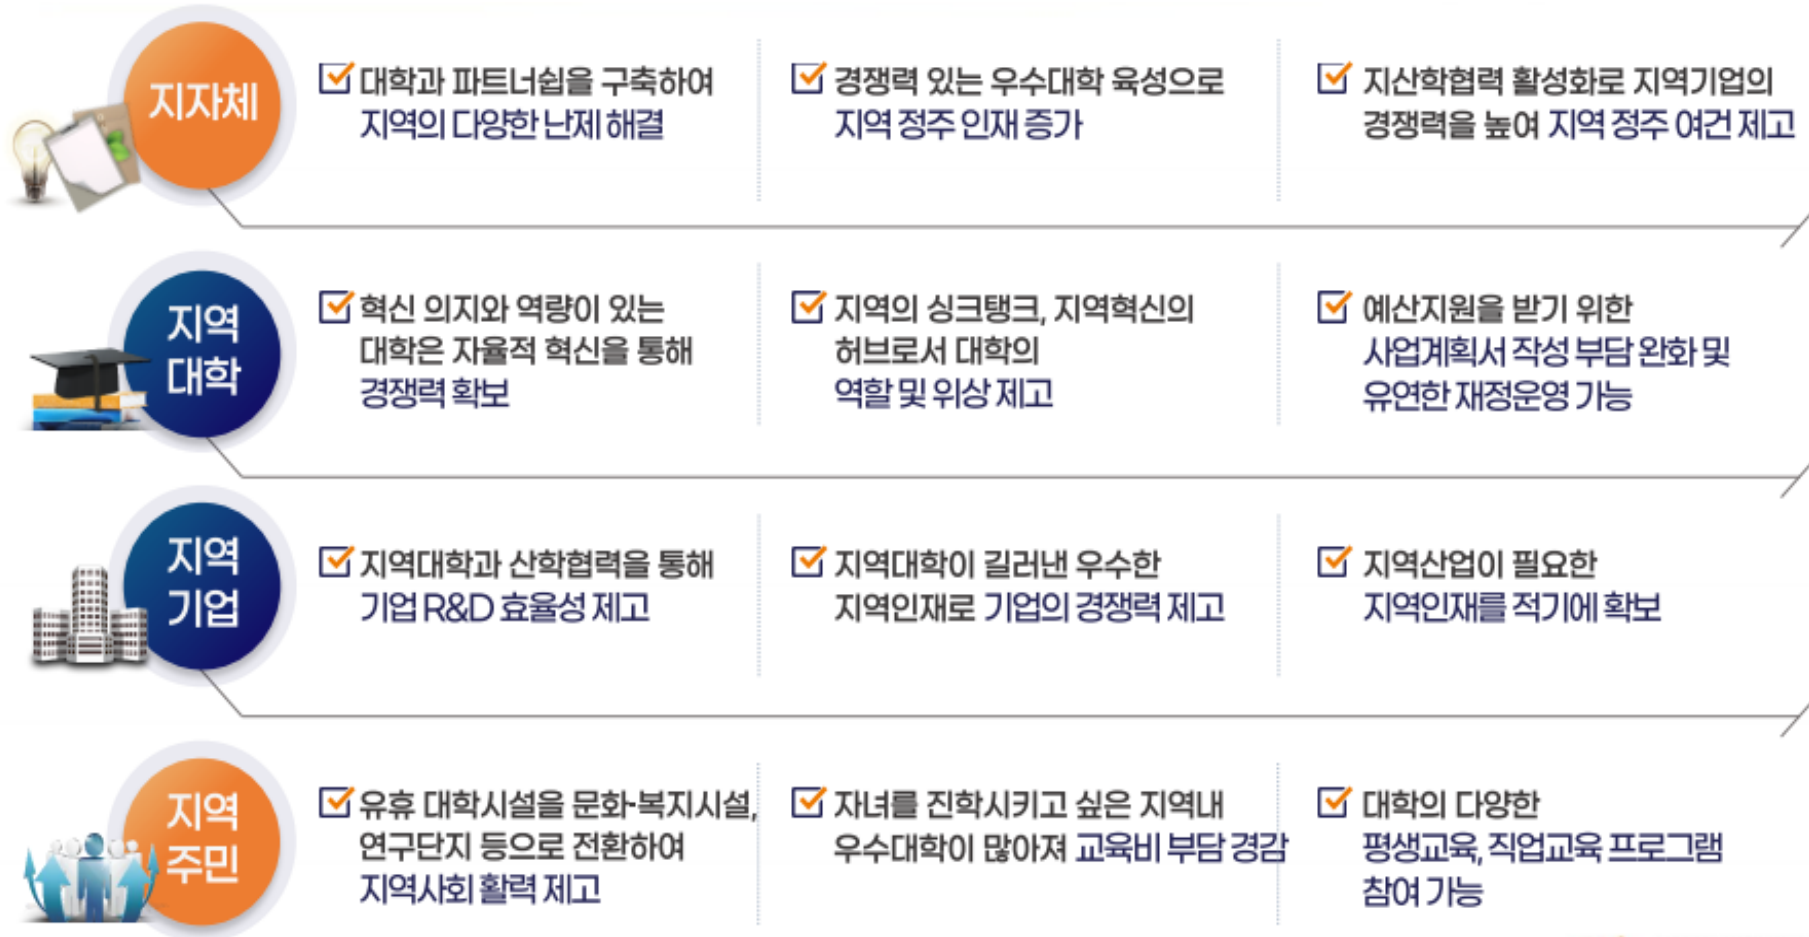 지자체
대학과 파트너쉽을 구축하여
지역의 다양한 난제 해결
경쟁력 있는 우수대학 육성으로
지역 정주 인재 증가
지산학협력 활성화로 지역기업의
경쟁력을 높여 지역 정주 여건 제고
지역
대학
혁신 의지와 역량이 있는
대학은 자율적 혁신을 통해
경쟁력 확보
지역의 싱크탱크, 지역혁신의
허브로서 대학의
역할 및 위상 제고
예산지원을 받기 위한
사업계획서 작성 부담 완화 및
유연한 재정운영 가능
지역
기업
지역대학과 산학협력을 통해
기업 R&D 효율성 제고
지역대학이 길러낸 우수한
지역인재로 기업의 경쟁력 제고
지역산업이 필요한
지역인재를 적기에 확보
지역
주민
유휴 대학시설을 문화·복지시설,
연구단지 등으로 전환하여
지역사회 활력 제고
자녀를 진학시키고 싶은 지역내
우수대학이 많아져 교육비 부담 경감
대학의 다양한
평생교육, 직업교육 프로그램
참여 가능